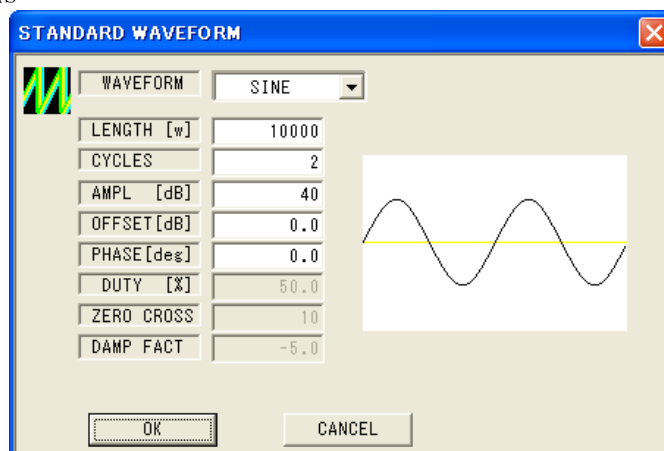 STANDARD WAVEFORM
WAVEFORM SINE
LENGTH [w] 10000
CYCLES 2
AMPL [dB] 40
OFFSET[dB] 0.0
PHASE[deg] 0.0
DUTY [%] 50.0
ZERO CROSS 10
DAMP FACT -5.0
OK CANCEL